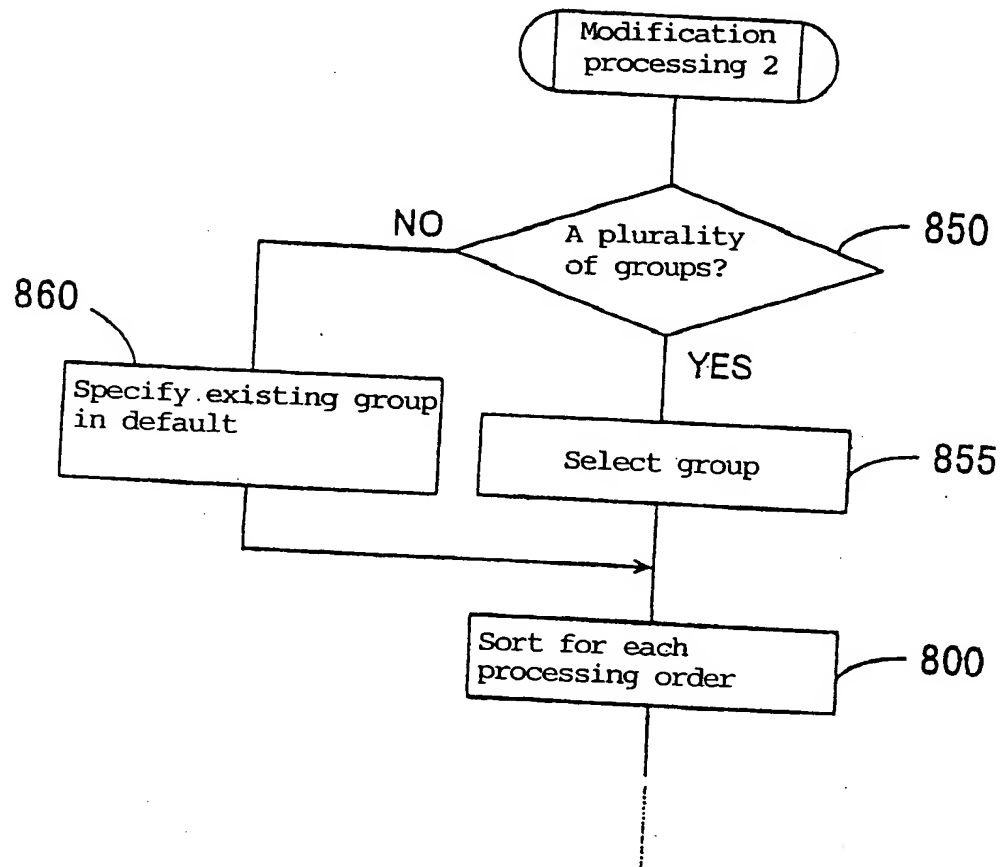 Modification
processing 2
NO
A plurality
of groups?
850
860
YES
Specify existing group
in default
Select group
855
Sort for each
processing order
800